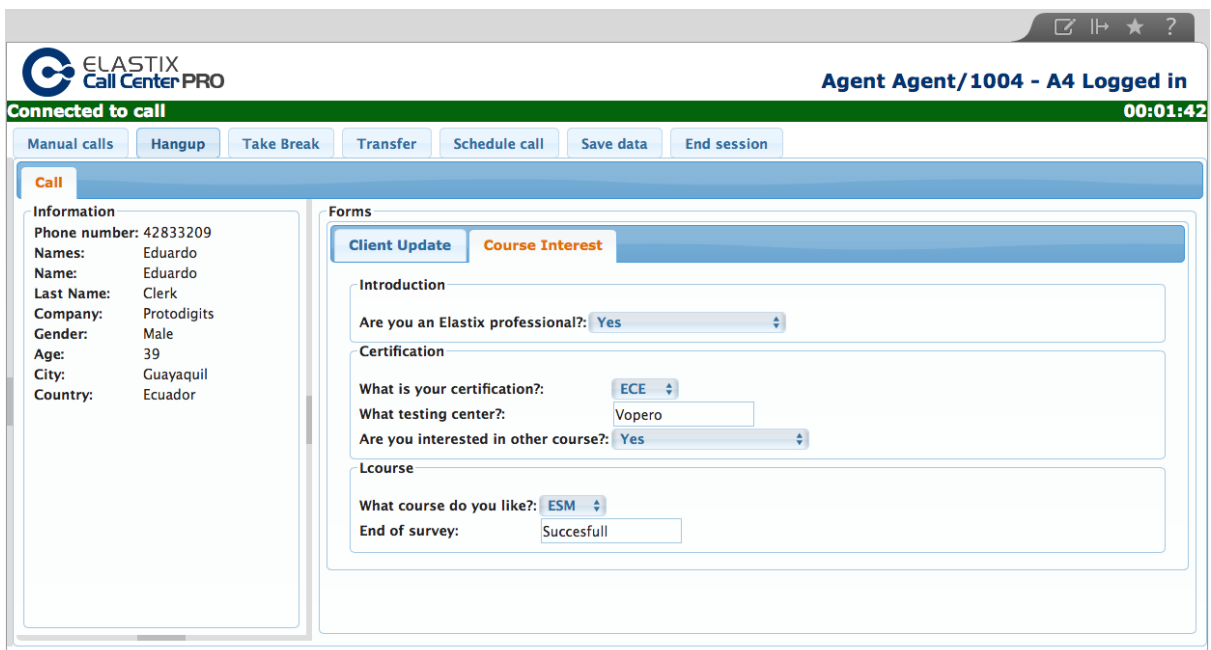 ?
ELASTIX
Call Center PRO
Agent Agent/1004 - A4 Logged in
Connected to call 00:01:42
Manual calls Hangup Take Break Transfer Schedule call Save data End session
Call
Information
Phone number: 42833209
Names: Eduardo
Name: Eduardo
Last Name: Clerk
Company: Protodigits
Gender: Male
Age: 39
City: Guayaquil
Country: Ecuador
Forms
Client Update Course Interest
Introduction
Are you an Elastix professional?: Yes
Certification
What is your certification?: ECE
What testing center?: Vopero
Are you interested in other course?: Yes
Lcourse
What course do you like?: ESM
End of survey: Succesfull